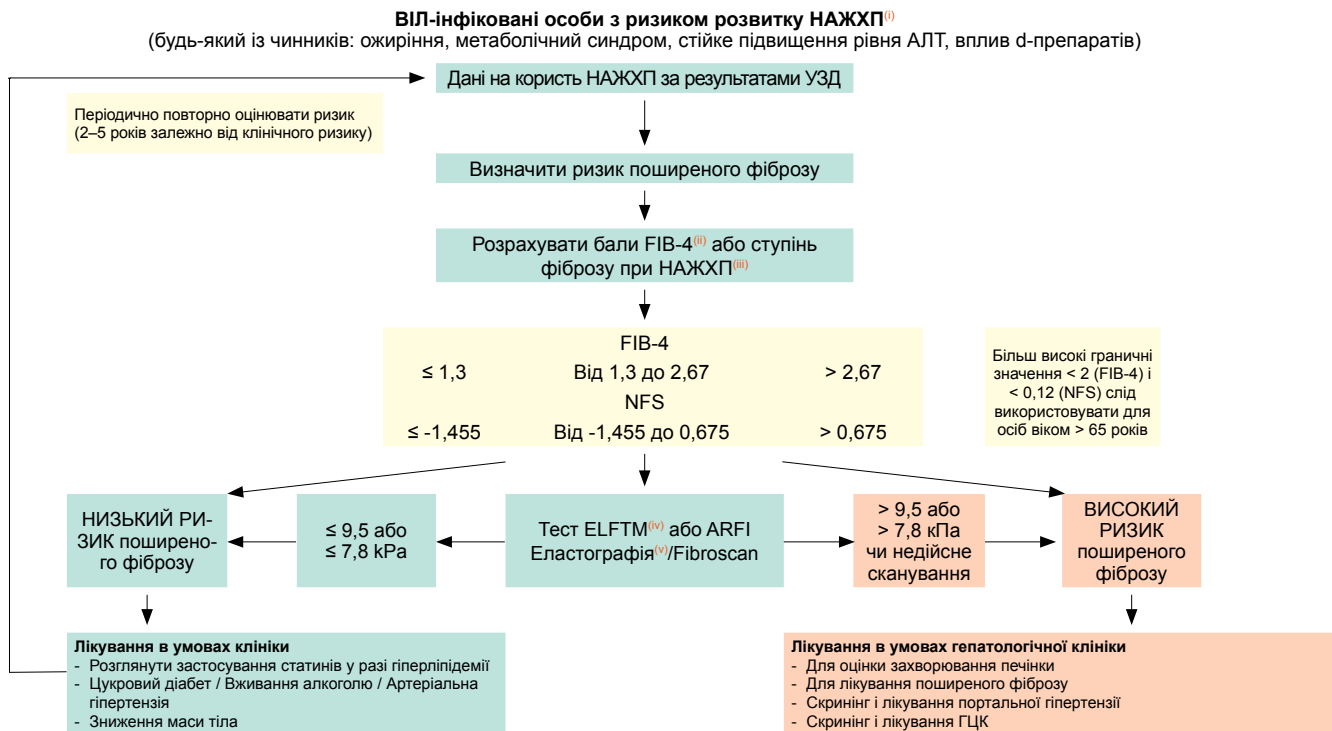 ВІЛ-інфіковані особи з ризиком розвитку НАЖХП(i)
(будь-який із чинників: ожиріння, метаболічний синдром, стійке підвищення рівня АЛТ, вплив d-препаратів)
Дані на користь НАЖХП за результатами УЗД
Періодично повторно оцінювати ризик
(2–5 років залежно від клінічного ризику)
Визначити ризик поширеного фіброзу
Розрахувати бали FIB-4(ii) або ступінь
фіброзу при НАЖХП(iii)
FIB-4
≤ 1,3 Від 1,3 до 2,67 > 2,67
NFS
≤ -1,455 Від -1,455 до 0,675 > 0,675
Більш високі граничні
значення < 2 (FIB-4) і
< 0,12 (NFS) слід
використовувати для
осіб віком > 65 років
НИЗЬКИЙ РИ-
ЗИК поширено-
го фіброзу
≤ 9,5 або
≤ 7,8 kPa
Тест ELFTM(iv) або ARFI
Еластографія(v)/Fibroscan
> 9,5 або
> 7,8 кПа
чи недійсне
сканування
ВИСОКИЙ
РИЗИК
поширеного
фіброзу
Лікування в умовах клініки
- Розглянути застосування статинів у разі гіперліпідемії
- Цукровий діабет / Вживання алкоголю / Артеріальна
гіпертензія
- Зниження маси тіла
Лікування в умовах гепатологічної клініки
- Для оцінки захворювання печінки
- Для лікування поширеного фіброзу
- Скринінг і лікування портальної гіпертензії
- Скринінг і лікування ГЦК